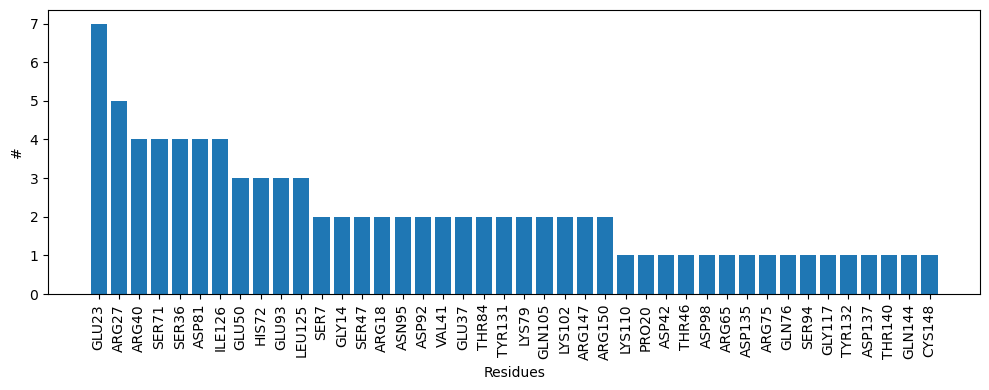 7
6
5
4
3
2
1
0
#
GLU23
ARG27
ARG40
SER71
SER36
ASP81
ILE126
GLU50
HIS72
GLU93
LEU125
SER7
GLY14
SER47
ARG18
ASN95
ASP92
VAL41
GLU37
THR84
TYR131
LYS79
GLN105
LYS102
ARG147
ARG150
LYS110
PRO20
ASP42
THR46
ASP98
ARG65
ASP135
ARG75
GLN76
SER94
GLY117
TYR132
ASP137
THR140
GLN144
CYS148
Residues